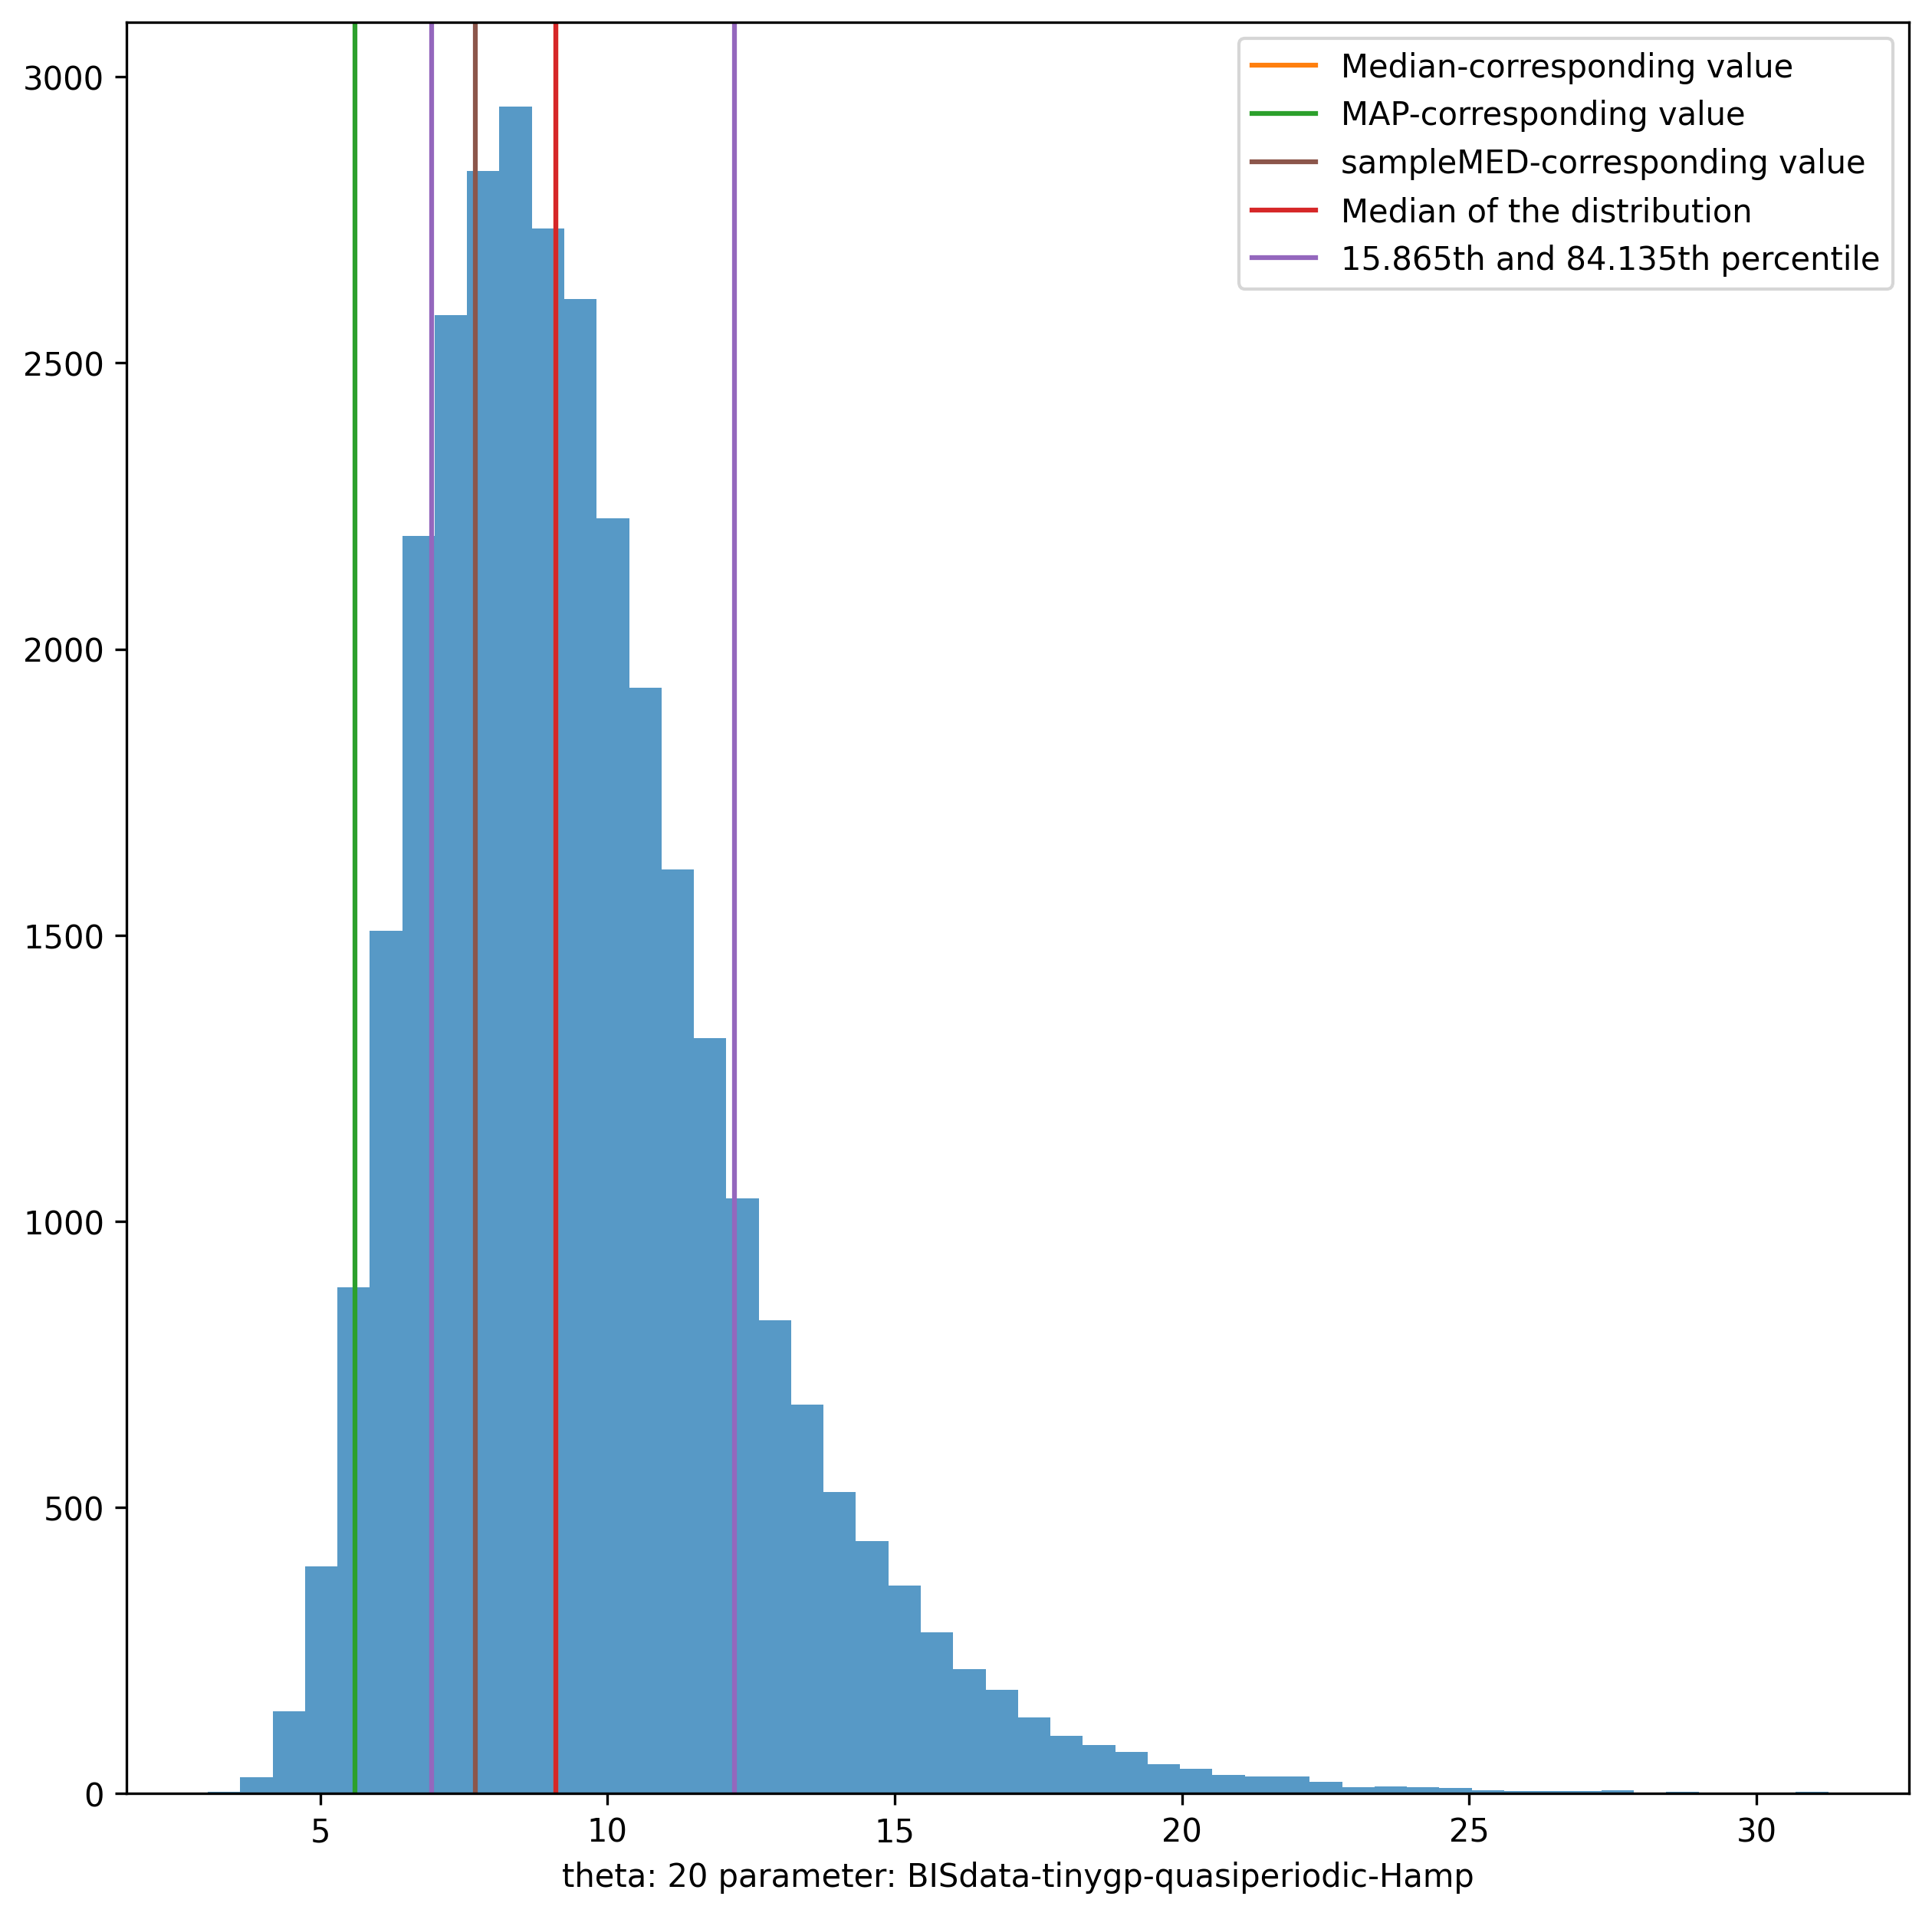 3000
2500
2000
1500
1000
500
0
Median-corresponding value
MAP-corresponding value
sampleMED-corresponding value
Median of the distribution
15.865th and 84.135th percentile
5 10 15 20 25 30
theta: 20 parameter: BISdata-tinygp-quasiperiodic-Hamp